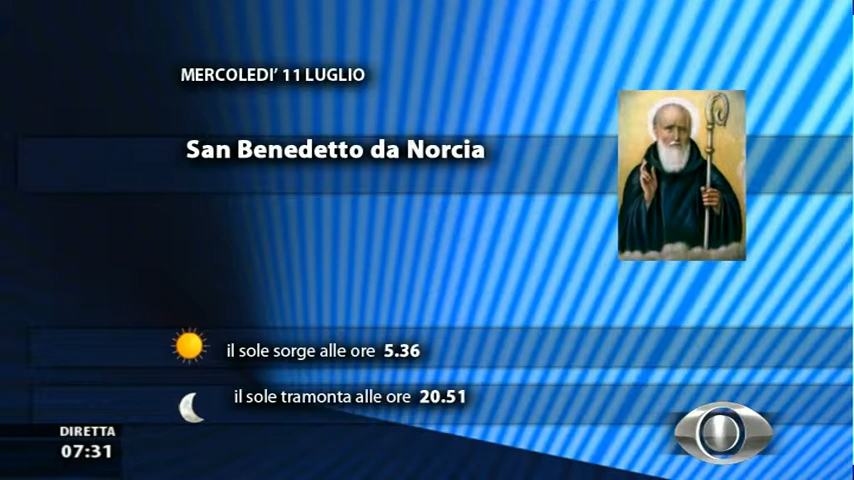 MERCOLEDI' 11 LUGLIO
San Benedetto da Norcia
il sole sorge alle ore 5.36
il sole tramonta alle ore 20.51
DIRETTA
07:31